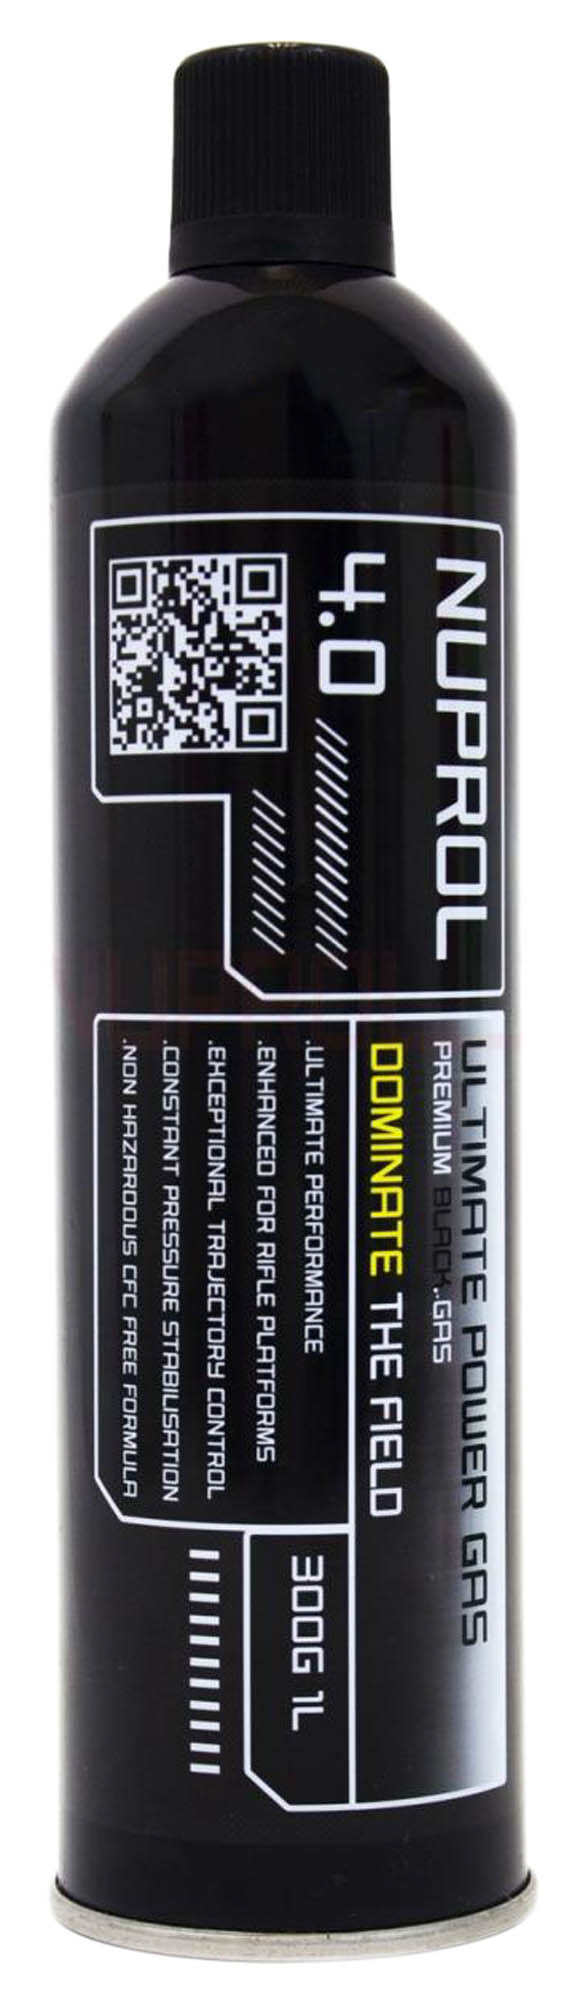 NUPROL
4.0
ULTIMATE POWER GAS
PREMIUM BLACK.GAS
DOMINATE THE FIELD
.ULTIMATE PERFORMANCE
.ENHANCED FOR RIFLE PLATFORMS
.EXCEPTIONAL TRAJECTORY CONTROL
.CONSTANT PRESSURE STABILISATION
.NON HAZARDOUS CFC FREE FORMULA
300G 1L